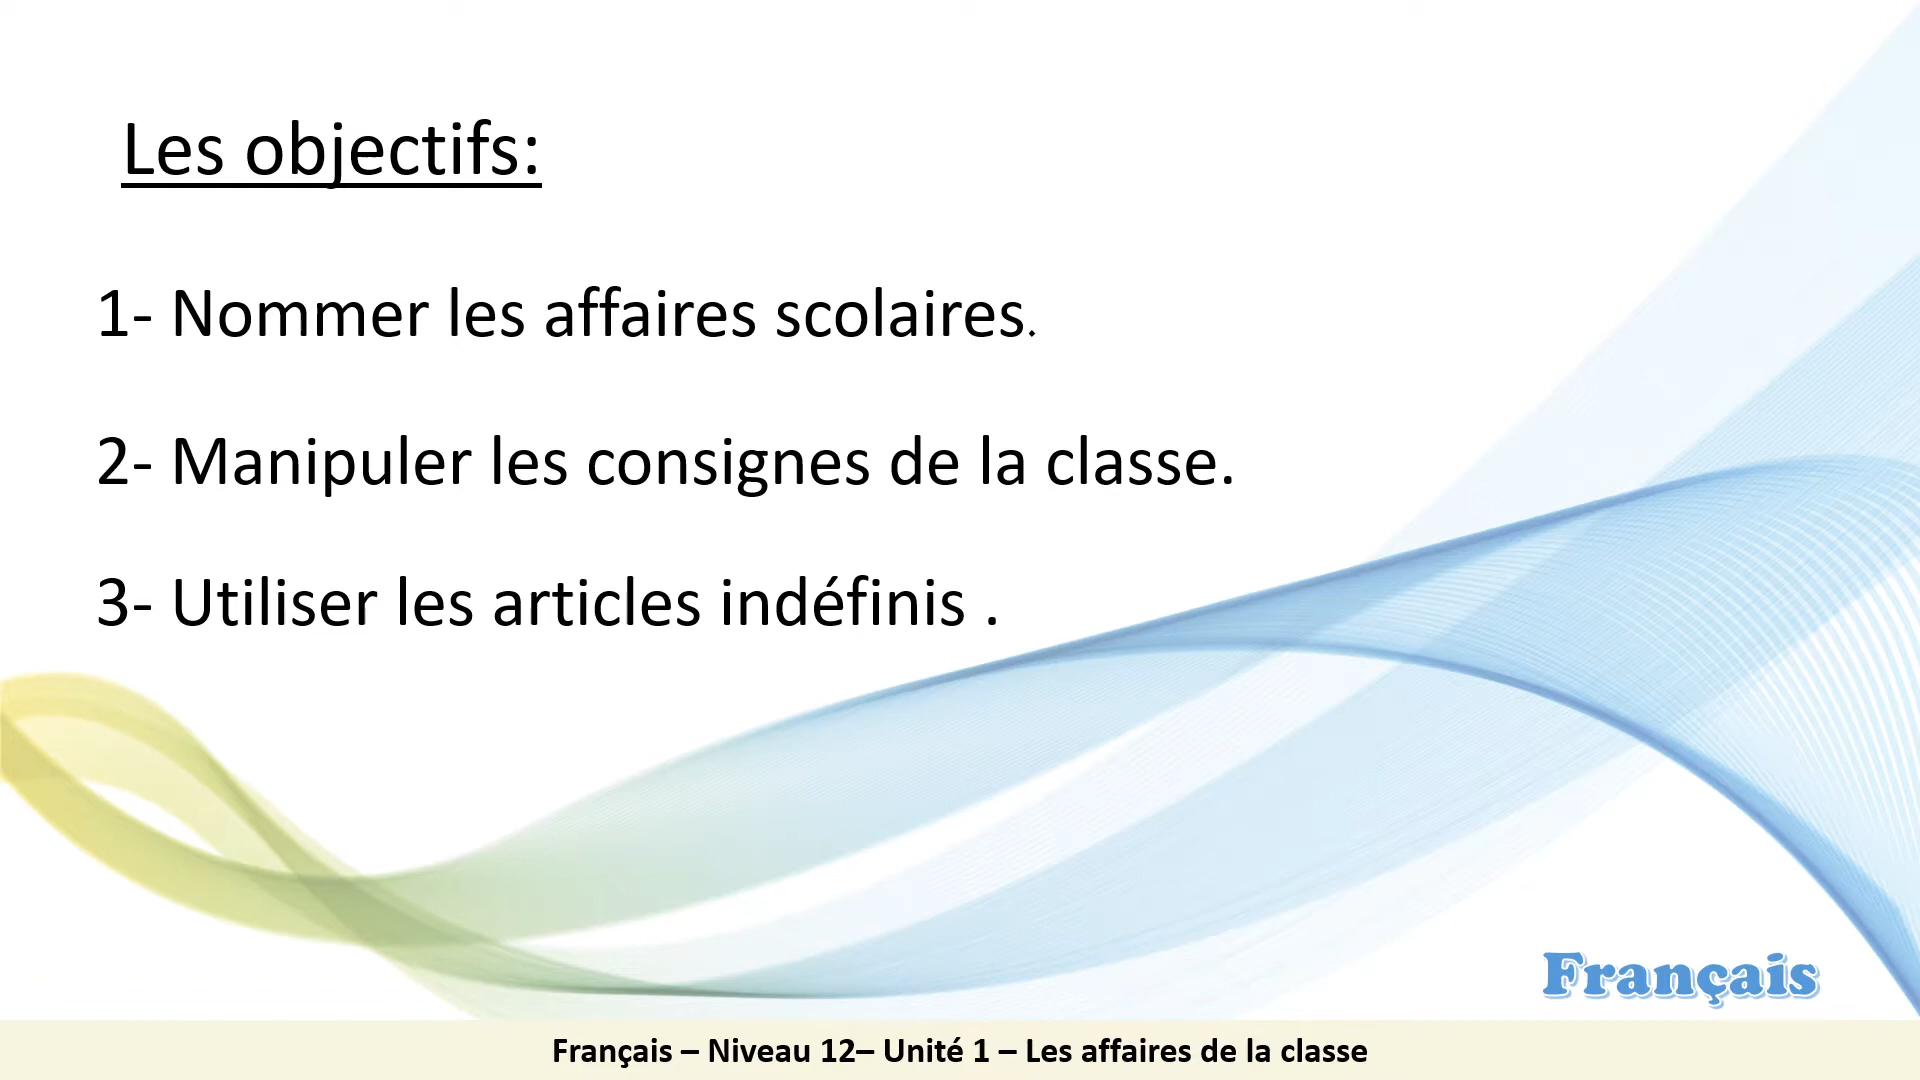 Les objectifs:
1- Nommer les affaires scolaires.
2- Manipuler les consignes de la classe.
3- Utiliser les articles indéfinis .
Français
Français – Niveau 12– Unité 1 – Les affaires de la classe